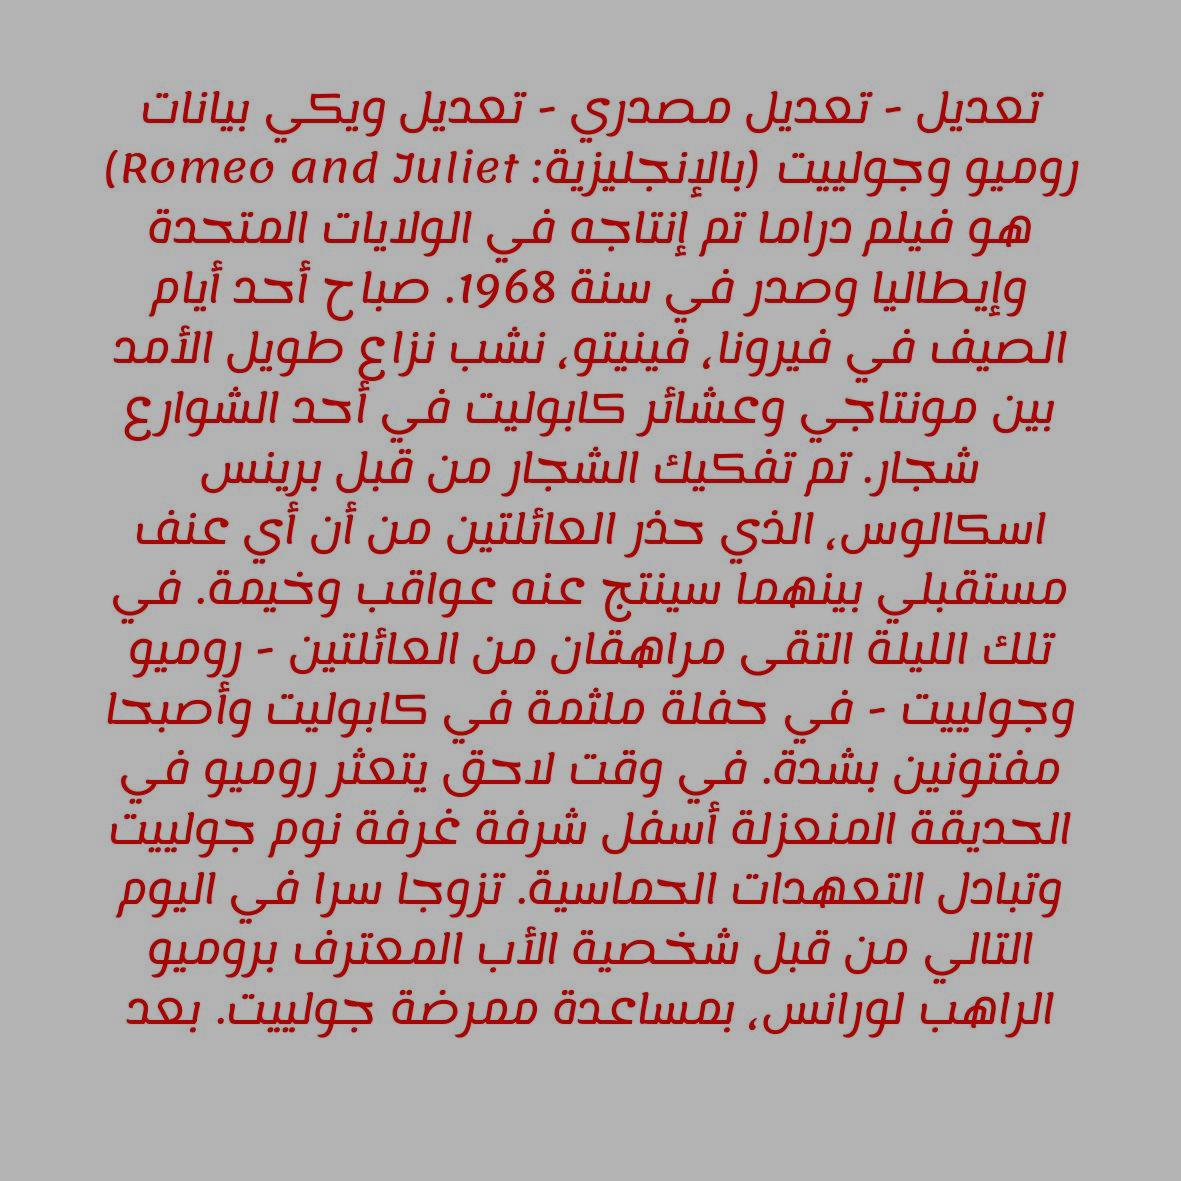 تعديل - تعديل مصدري - تعديل ويكي بيانات
روميو وجولييت (بالإنجليزية: Romeo and Juliet)
هو فيلم دراما تم إنتاجه في الولايات المتحدة
وإيطاليا وصدر في سنة 1968. صباح أحد أيام
الصيف في فيرونا، فينيتو، نشب نزاع طويل الأمد
بين مونتاجي وعشائر كابوليت في أحد الشوارع
شجار. تم تفكيك الشجار من قبل برينس
اسكالوس، الذي حذر العائلتين من أن أي عنف
مستقبلي بينهما سينتج عنه عواقب وخيمة. في
تلك الليلة التقى مراهقان من العائلتين - روميو
وجولييت - في حفلة ملثمة في كابوليت وأصبحا
مفتونين بشدة. في وقت لاحق يتعثر روميو في
الحديقة المنعزلة أسفل شرفة غرفة نوم جولييت
وتبادل التعهدات الحماسية. تزوجا سرا في اليوم
التالي من قبل شخصية الأب المعترف بروميو
الراهب لورانس، بمساعدة ممرضة جولييت. بعد